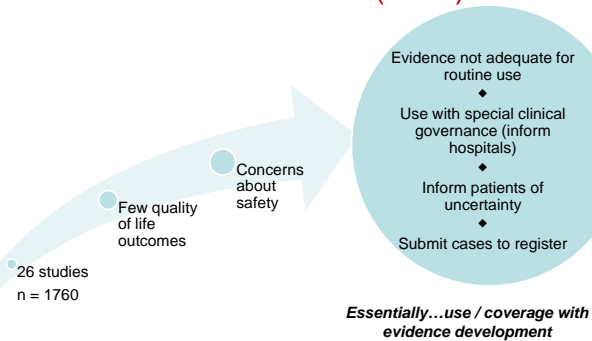 26 studies
n = 1760
Few quality
of life
outcomes
Concerns
about
safety
Evidence not adequate for
routine use
Use with special clinical
governance (inform
hospitals)
Inform patients of
uncertainty
Submit cases to register
Essentially…use / coverage with
evidence development